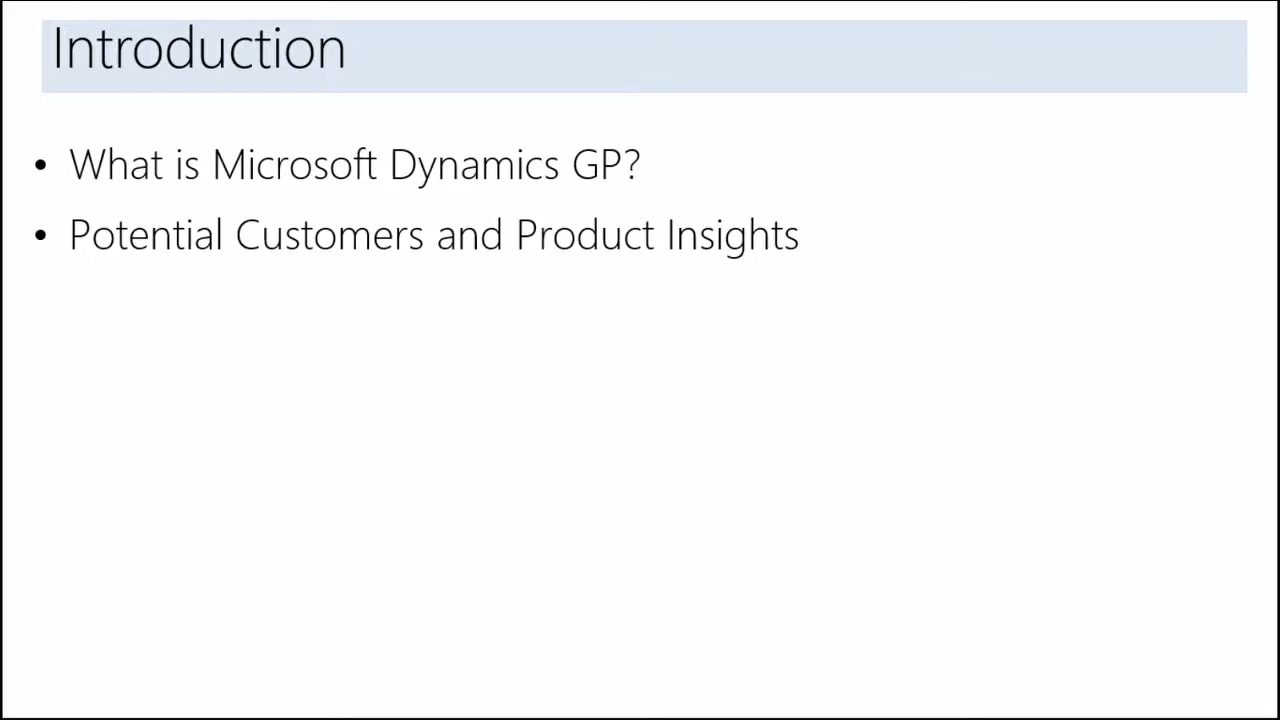 Introduction
• What is Microsoft Dynamics GP?
• Potential Customers and Product Insights